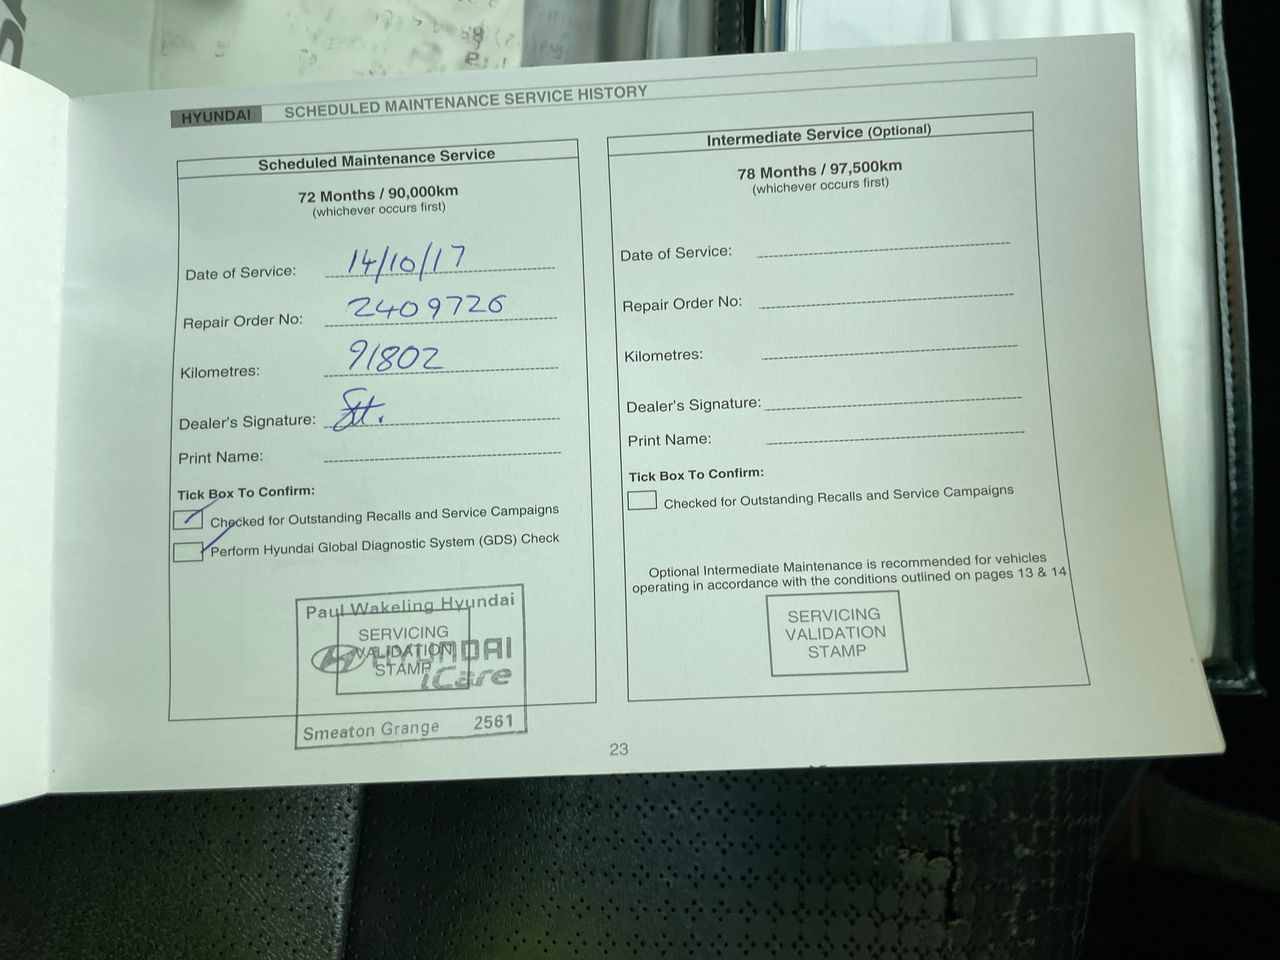 HYUNDAI SCHEDULED MAINTENANCE SERVICE HISTORY
Scheduled Maintenance Service
72 Months / 90,000km
(whichever occurs first)
Date of Service: 14/10/17
Repair Order No: 2409726
Kilometres: 91802
Dealer's Signature:
Print Name:
Tick Box To Confirm:
Checked for Outstanding Recalls and Service Campaigns
Perform Hyundai Global Diagnostic System (GDS) Check
Paul Wakeling Hyundai
SERVICING
VALIDATION
STAMP
HYUNDAI
iCare
Smeaton Grange 2561
Intermediate Service (Optional)
78 Months / 97,500km
(whichever occurs first)
Date of Service:
Repair Order No:
Kilometres:
Dealer's Signature:
Print Name:
Tick Box To Confirm:
Checked for Outstanding Recalls and Service Campaigns
Optional Intermediate Maintenance is recommended for vehicles
operating in accordance with the conditions outlined on pages 13 & 14
SERVICING
VALIDATION
STAMP
23